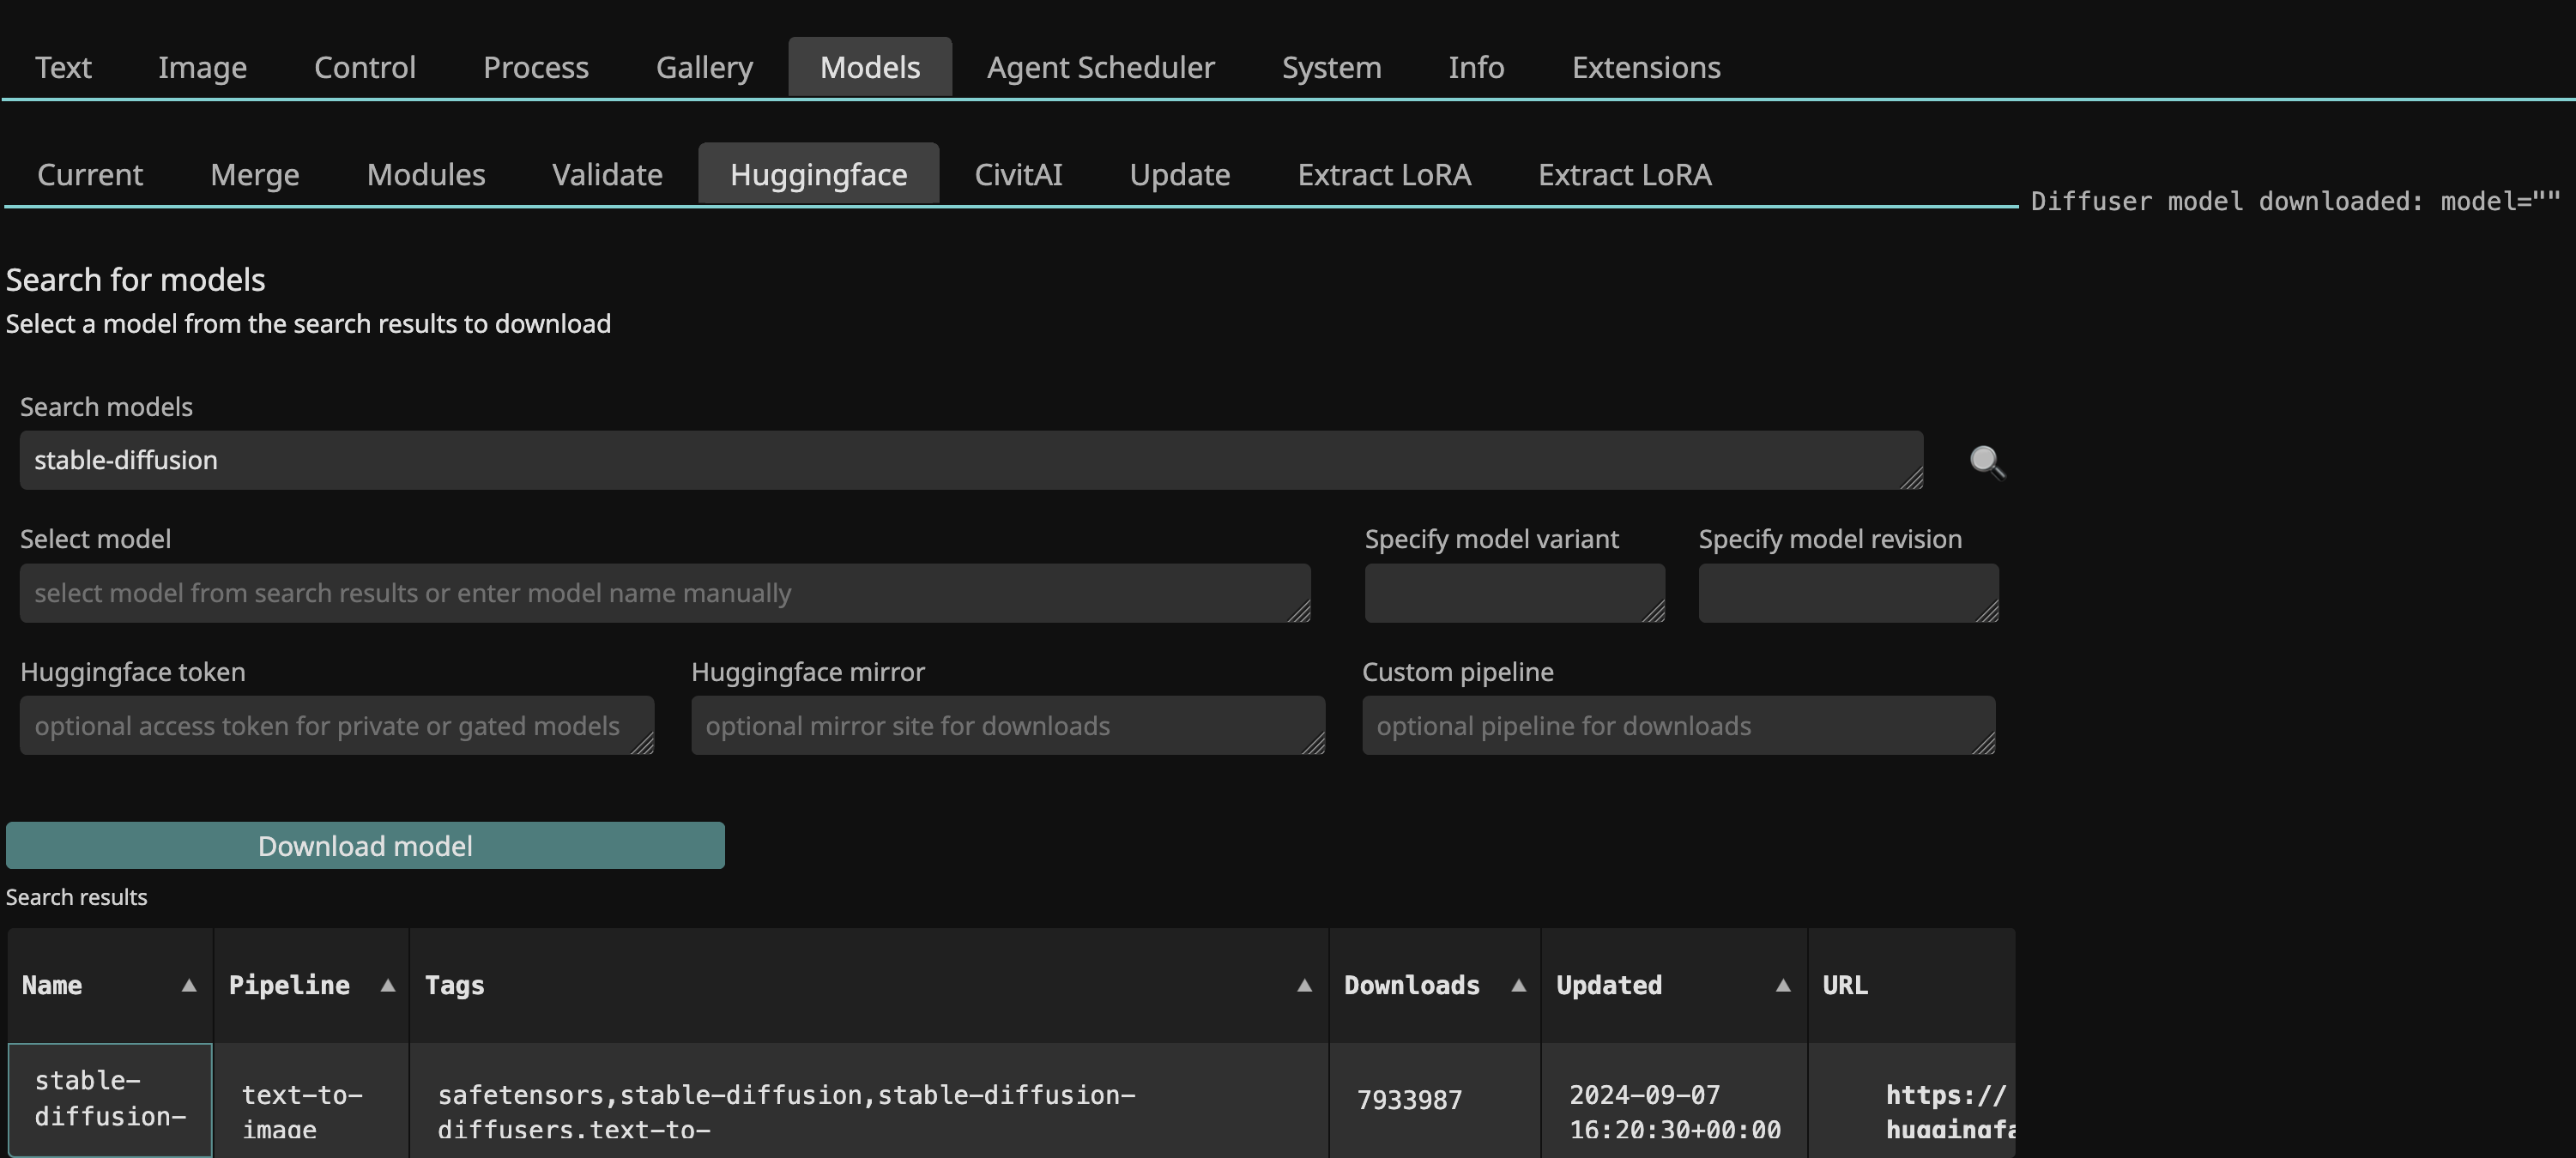 Text Image Control Process Gallery Models Agent Scheduler System Info Extensions
Current Merge Modules Validate Huggingface CivitAI Update Extract LoRA Extract LoRA
Diffuser model downloaded: model=""
Search for models
Select a model from the search results to download
Search models
stable-diffusion
Select model Specify model variant Specify model revision
select model from search results or enter model name manually
Huggingface token Huggingface mirror Custom pipeline
optional access token for private or gated models optional mirror site for downloads optional pipeline for downloads
Download model
Search results
Name Pipeline Tags Downloads Updated URL
stable-
diffusion-
text-to-
image
safetensors,stable-diffusion,stable-diffusion-
diffusers,text-to-
7933987
2024-09-07
16:20:30+00:00
https://
huggingfa